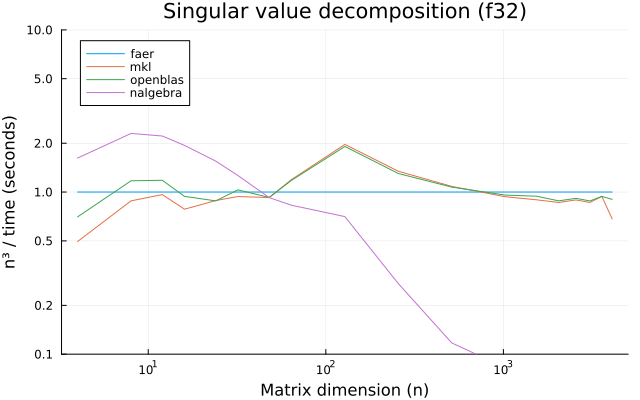 Singular value decomposition (f32)
n³ / time (seconds)
10.0
5.0
2.0
1.0
0.5
0.2
0.1
faer
mkl
openblas
nalgebra
10¹
10²
10³
Matrix dimension (n)